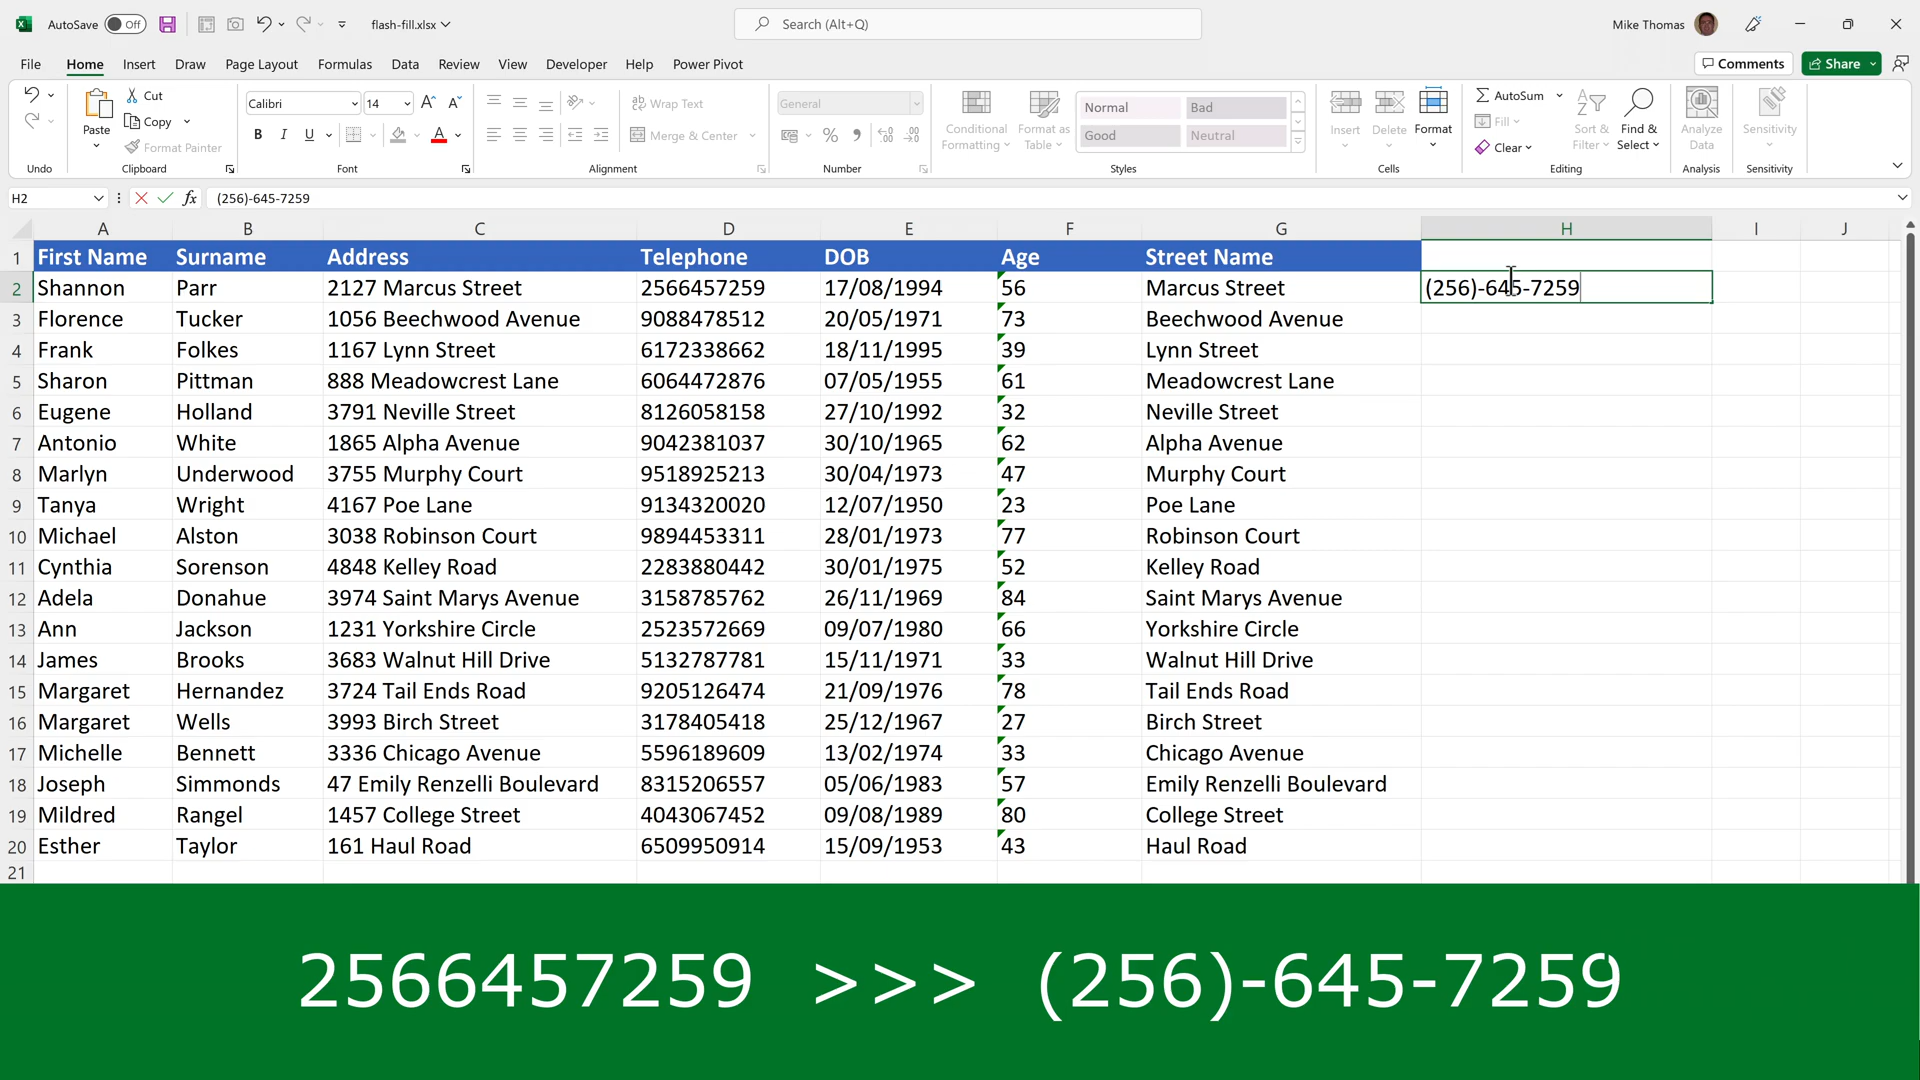 AutoSave Off flash-fill.xlsx Search (Alt+Q) Mike Thomas
File Home Insert Draw Page Layout Formulas Data Review View Developer Help Power Pivot Comments Share
Paste Cut Copy Format Painter
Calibri 14 B I U A
Wrap Text Merge & Center
General % 9
Conditional Formatting Format as Table Normal Bad Good Neutral
Insert Delete Format
AutoSum Fill Clear Sort & Filter Find & Select Analyze Data Sensitivity
Undo Clipboard Font Alignment Number Styles Cells Editing Analysis Sensitivity
H2 fx (256)-645-7259
A B C D E F G H I J
1 First Name Surname Address Telephone DOB Age Street Name
2 Shannon Parr 2127 Marcus Street 2566457259 17/08/1994 56 Marcus Street (256)-645-7259
3 Florence Tucker 1056 Beechwood Avenue 9088478512 20/05/1971 73 Beechwood Avenue
4 Frank Folkes 1167 Lynn Street 6172338662 18/11/1995 39 Lynn Street
5 Sharon Pittman 888 Meadowcrest Lane 6064472876 07/05/1955 61 Meadowcrest Lane
6 Eugene Holland 3791 Neville Street 8126058158 27/10/1992 32 Neville Street
7 Antonio White 1865 Alpha Avenue 9042381037 30/10/1965 62 Alpha Avenue
8 Marlyn Underwood 3755 Murphy Court 9518925213 30/04/1973 47 Murphy Court
9 Tanya Wright 4167 Poe Lane 9134320020 12/07/1950 23 Poe Lane
10 Michael Alston 3038 Robinson Court 9894453311 28/01/1973 77 Robinson Court
11 Cynthia Sorenson 4848 Kelley Road 2283880442 30/01/1975 52 Kelley Road
12 Adela Donahue 3974 Saint Marys Avenue 3158785762 26/11/1969 84 Saint Marys Avenue
13 Ann Jackson 1231 Yorkshire Circle 2523572669 09/07/1980 66 Yorkshire Circle
14 James Brooks 3683 Walnut Hill Drive 5132787781 15/11/1971 33 Walnut Hill Drive
15 Margaret Hernandez 3724 Tail Ends Road 9205126474 21/09/1976 78 Tail Ends Road
16 Margaret Wells 3993 Birch Street 3178405418 25/12/1967 27 Birch Street
17 Michelle Bennett 3336 Chicago Avenue 5596189609 13/02/1974 33 Chicago Avenue
18 Joseph Simmonds 47 Emily Renzelli Boulevard 8315206557 05/06/1983 57 Emily Renzelli Boulevard
19 Mildred Rangel 1457 College Street 4043067452 09/08/1989 80 College Street
20 Esther Taylor 161 Haul Road 6509950914 15/09/1953 43 Haul Road
21
2566457259 >>> (256)-645-7259